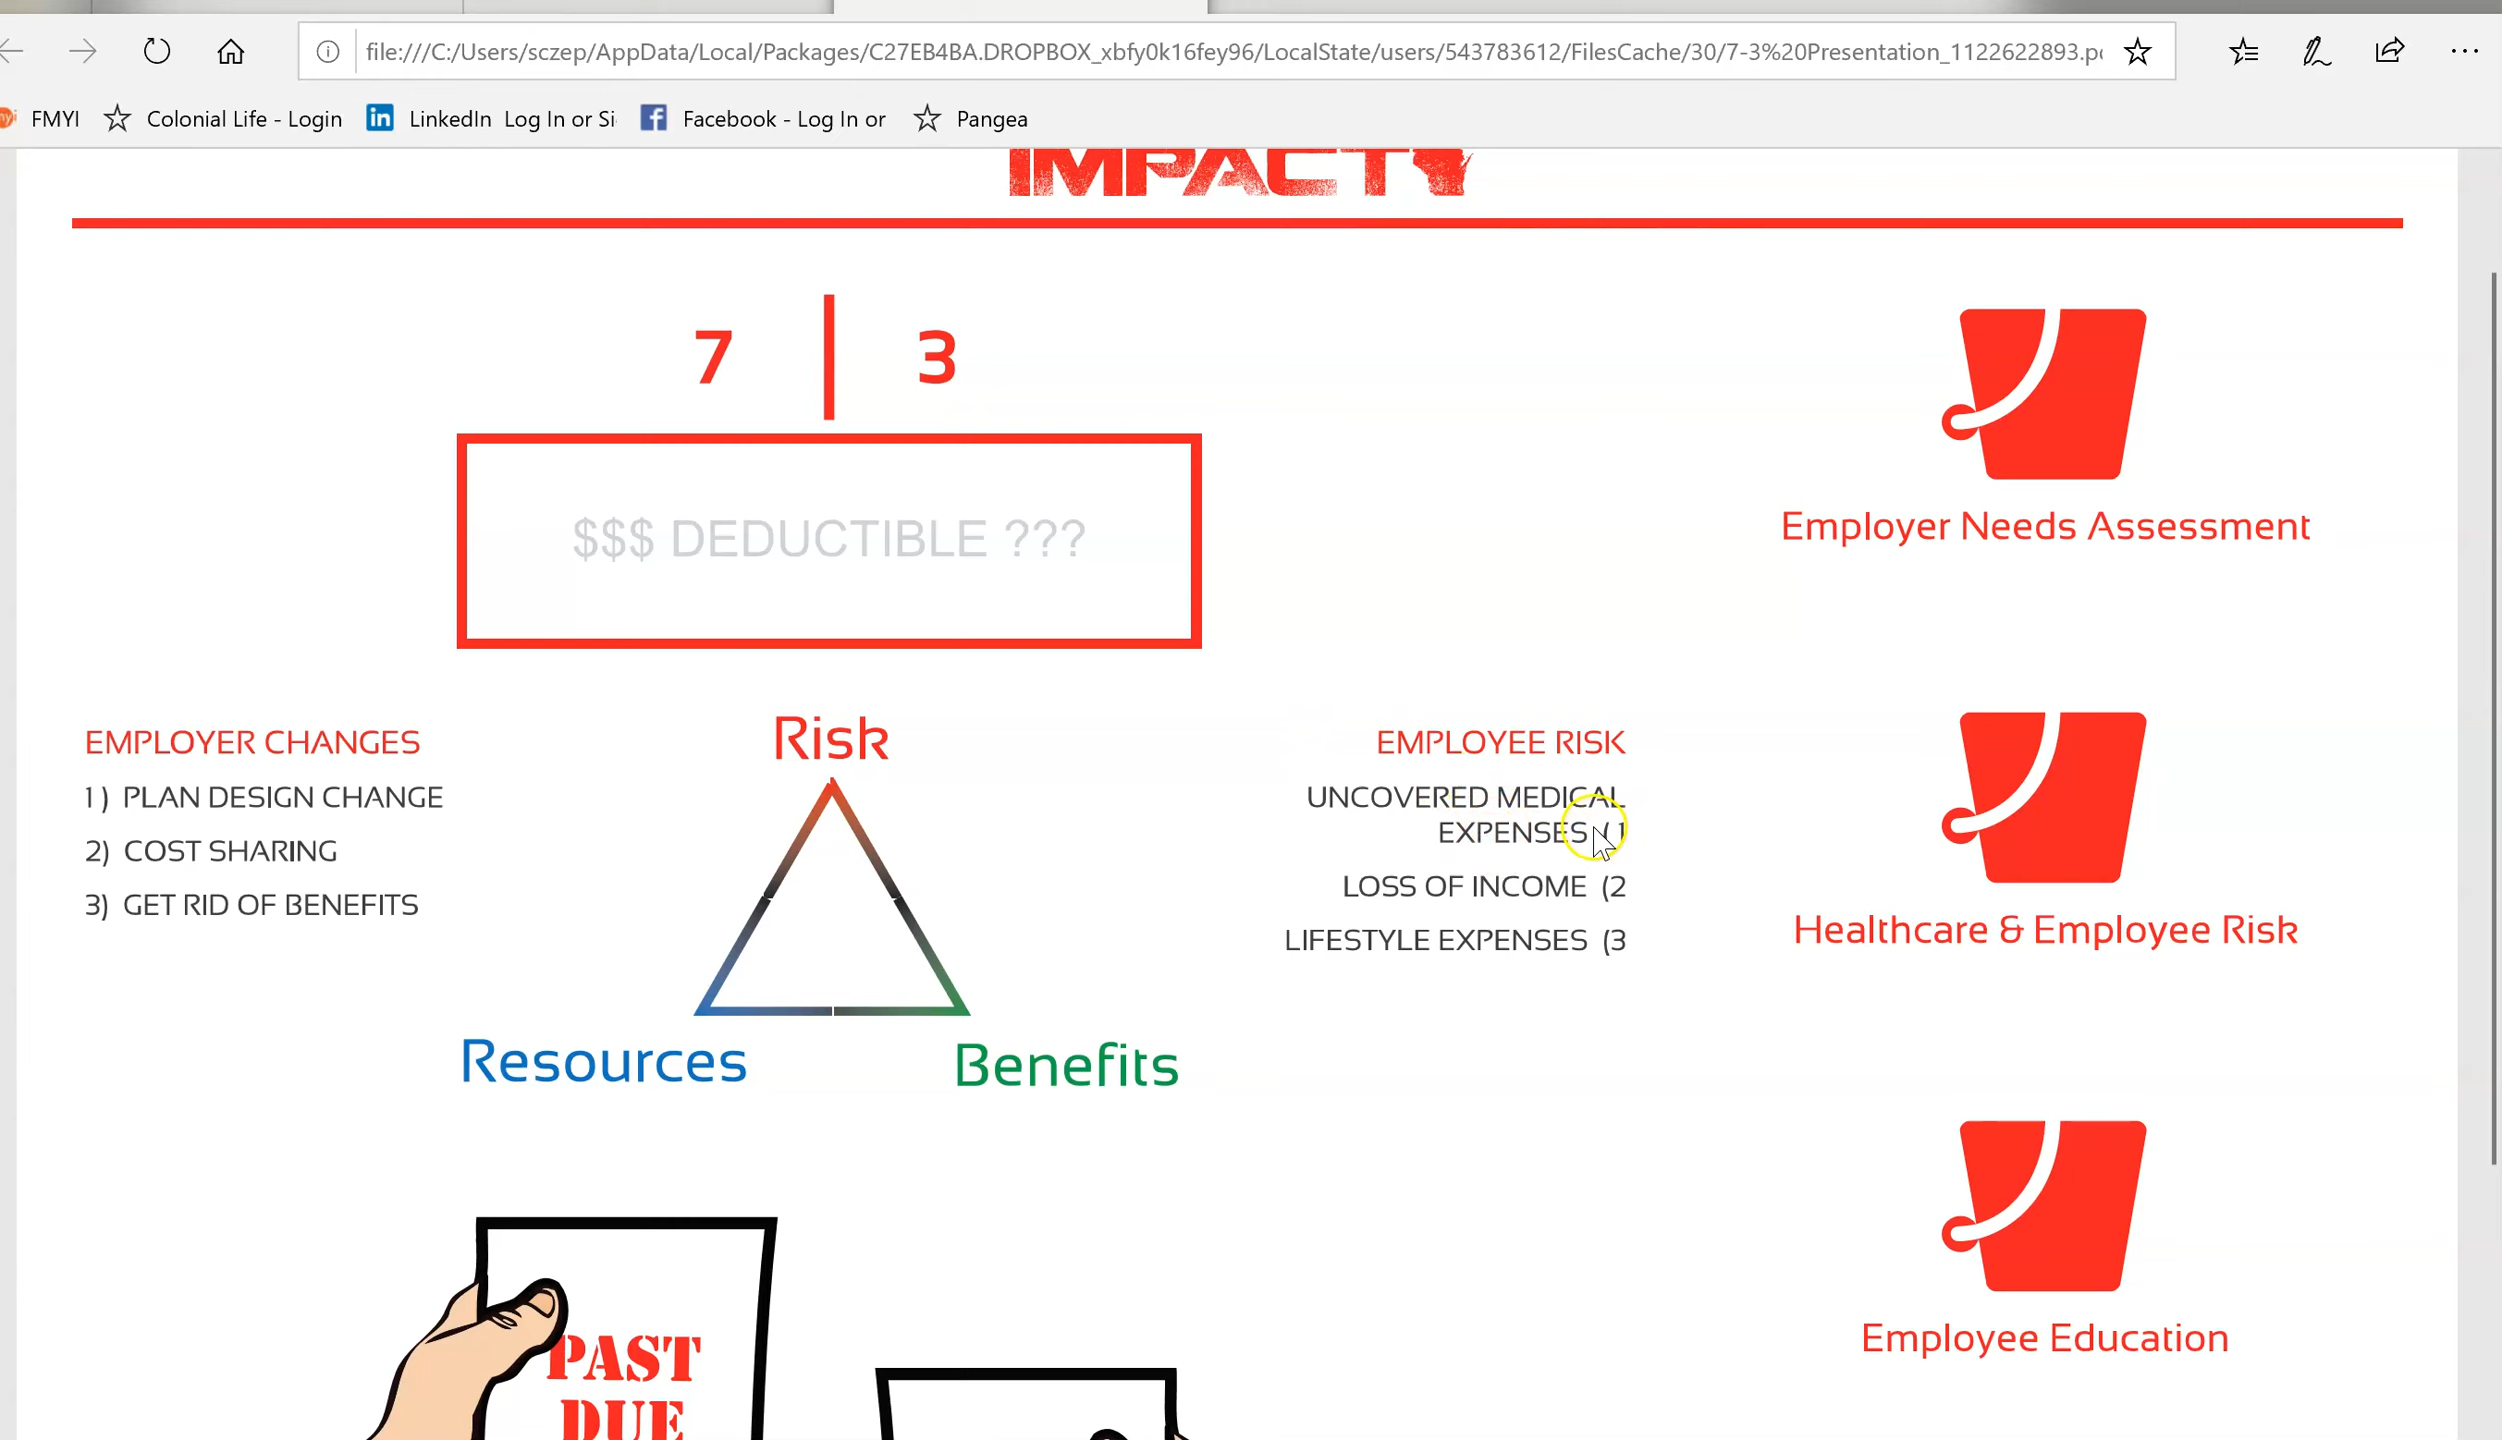 file:///C:/Users/sczep/AppData/Local/Packages/C27EB4BA.DROPBOX_xbfy0k16fey96/LocalState/users/543783612/FilesCache/30/7-3%20Presentation_1122622893.p
FMYI Colonial Life - Login in LinkedIn Log In or Si f Facebook - Log In or Pangea
IMPACT
7 3
$$$ DEDUCTIBLE ???
Employer Needs Assessment
EMPLOYER CHANGES
1) PLAN DESIGN CHANGE
2) COST SHARING
3) GET RID OF BENEFITS
Risk
Resources
Benefits
EMPLOYEE RISK
UNCOVERED MEDICAL
EXPENSES (1
LOSS OF INCOME (2
LIFESTYLE EXPENSES (3
Healthcare & Employee Risk
PAST
DUE
Employee Education